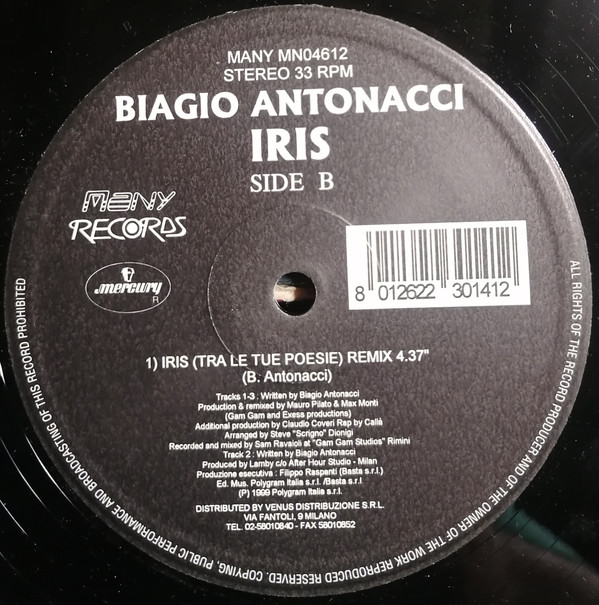 MANY MN04612
STEREO 33 RPM
BIAGIO ANTONACCI
IRIS
SIDE B
MANY
RECORDS
mercury
R
8 012622 301412
1) IRIS (TRA LE TUE POESIE) REMIX 4.37"
(B. Antonacci)
Tracks 1-3 : Written by Biagio Antonacci
Production & remixed by Mauro Pilato & Max Monti
(Gam Gam and Exess productions)
Additional production by Claudio Coveri Rap by Callà
Arranged by Steve "Scrigno" Dionigi
Recorded and mixed by Sam Ravaioli at "Gam Gam Studios" Rimini
Track 2 : Written by Biagio Antonacci
Produced by Lamby c/o After Hour Studio - Milan
Produzione esecutiva : Filippo Raspanti (Basta s.r.l.)
Ed. Mus. Polygram Italia s.r.l. /Basta s.r.l
(P) 1999 Polygram Italia s.r.l.
DISTRIBUTED BY VENUS DISTRIBUZIONE S.R.L.
VIA FANTOLI, 9 MILANO
TEL. 02-58010840 - FAX 58010852
ALL RIGHTS OF THE RECORD PRODUCER AND OF THE OWNER OF THE WORK REPRODUCED RESERVED. COPYING, PUBLIC PERFORMANCE AND BROADCASTING OF THIS RECORD PROHIBITED